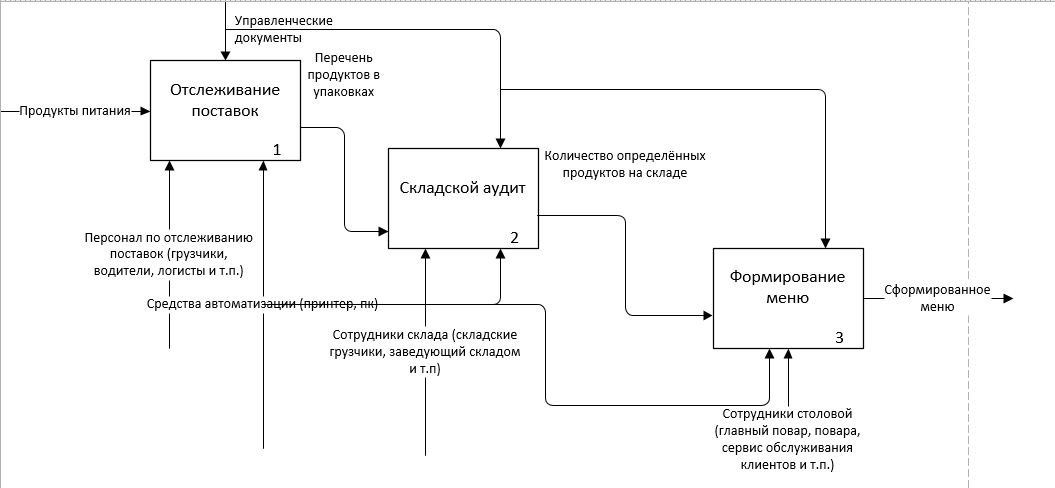 Управленческие
документы
Перечень
продуктов в
упаковках
Отслеживание
поставок
1
Продукты питания
Количество определённых
продуктов на складе
Складской аудит
2
Персонал по отслеживанию
поставок (грузчики,
водители, логисты и т.п.)
Формирование
меню
3
Сформированное
меню
Средства автоматизации (принтер, пк)
Сотрудники склада (складские
грузчики, заведующий складом
и т.п)
Сотрудники столовой
(главный повар, повара,
сервис обслуживания
клиентов и т.п.)